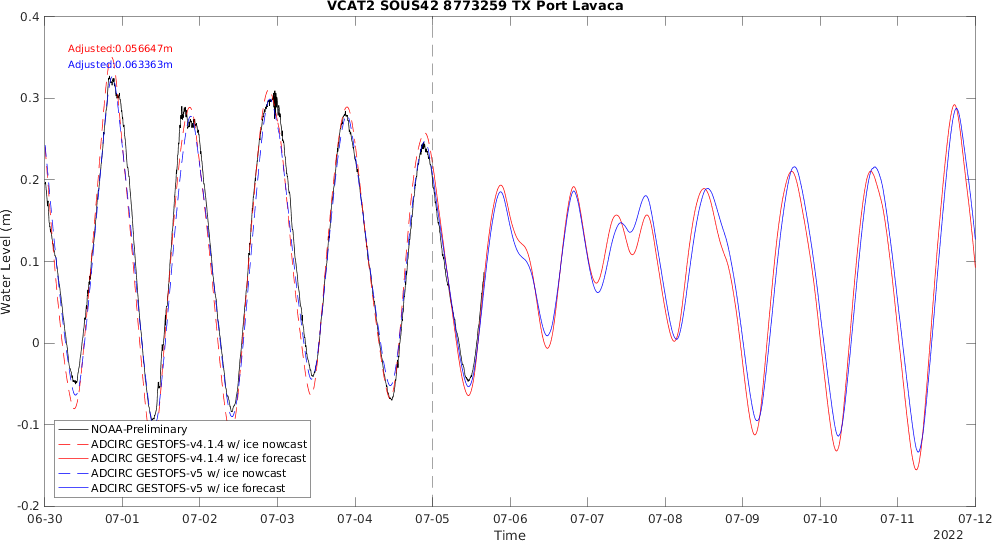 VCAT2 SOUS42 8773259 TX Port Lavaca
0.4
Adjusted:0.056647m
Adjusted:0.063363m
0.3
0.2
Water Level (m)
0.1
0
-0.1
NOAA-Preliminary
ADCIRC GESTOFS-v4.1.4 w/ ice nowcast
ADCIRC GESTOFS-v4.1.4 w/ ice forecast
ADCIRC GESTOFS-v5 w/ ice nowcast
ADCIRC GESTOFS-v5 w/ ice forecast
-0.2
06-30 07-01 07-02 07-03 07-04 07-05 07-06 07-07 07-08 07-09 07-10 07-11 07-12
Time
2022